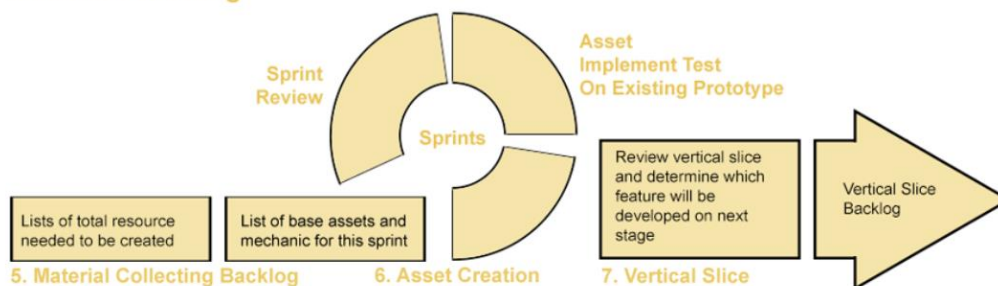 Sprint
Review
Asset
Implement Test
On Existing Prototype
Sprints
Lists of total resource
needed to be created
List of base assets and
mechanic for this sprint
Review vertical slice
and determine which
feature will be
developed on next
stage
Vertical Slice
Backlog
5. Material Collecting Backlog
6. Asset Creation
7. Vertical Slice